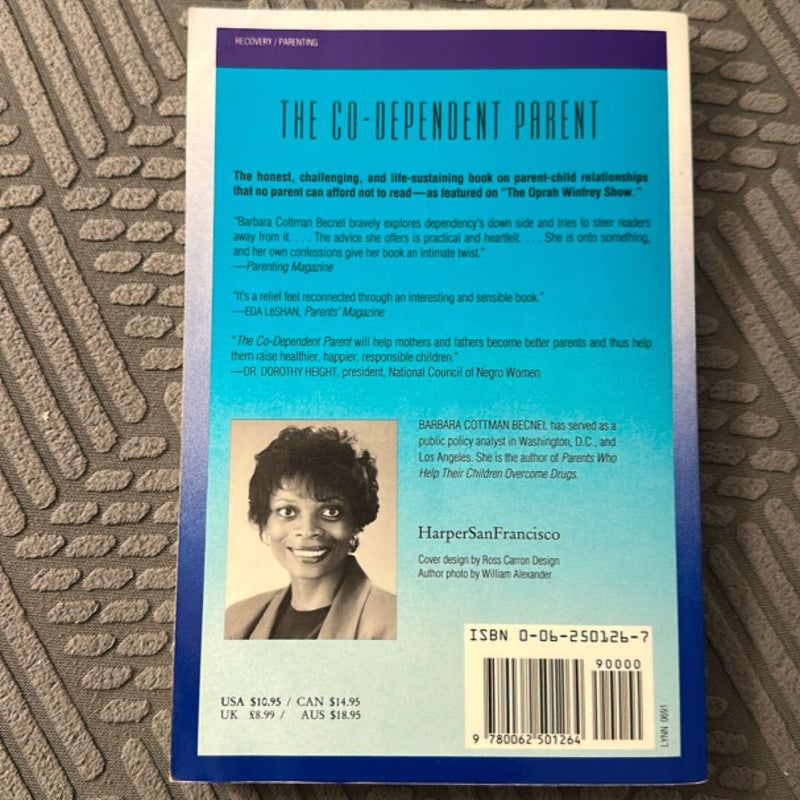 RECOVERY / PARENTING
THE CO-DEPENDENT PARENT
The honest, challenging, and life-sustaining book on parent-child relationships
that no parent can afford not to read—as featured on "The Oprah Winfrey Show."
"Barbara Cottman Becnel bravely explores dependency's down side and tries to steer readers
away from it. . . . The advice she offers is practical and heartfelt. . . . She is onto something,
and her own confessions give her book an intimate twist."
—Parenting Magazine
"It's a relief feel reconnected through an interesting and sensible book."
—EDA LeSHAN, Parents' Magazine
"The Co-Dependent Parent will help mothers and fathers become better parents and thus help
them raise healthier, happier, responsible children."
—DR. DOROTHY HEIGHT, president, National Council of Negro Women
BARBARA COTTMAN BECNEL has served as a
public policy analyst in Washington, D.C., and
Los Angeles. She is the author of Parents Who
Help Their Children Overcome Drugs.
HarperSanFrancisco
Cover design by Ross Carron Design
Author photo by William Alexander
ISBN 0-06-250126-7
90000
9 780062 501264
LYNN 0691
USA $10.95 / CAN $14.95
UK £8.99 / AUS $18.95